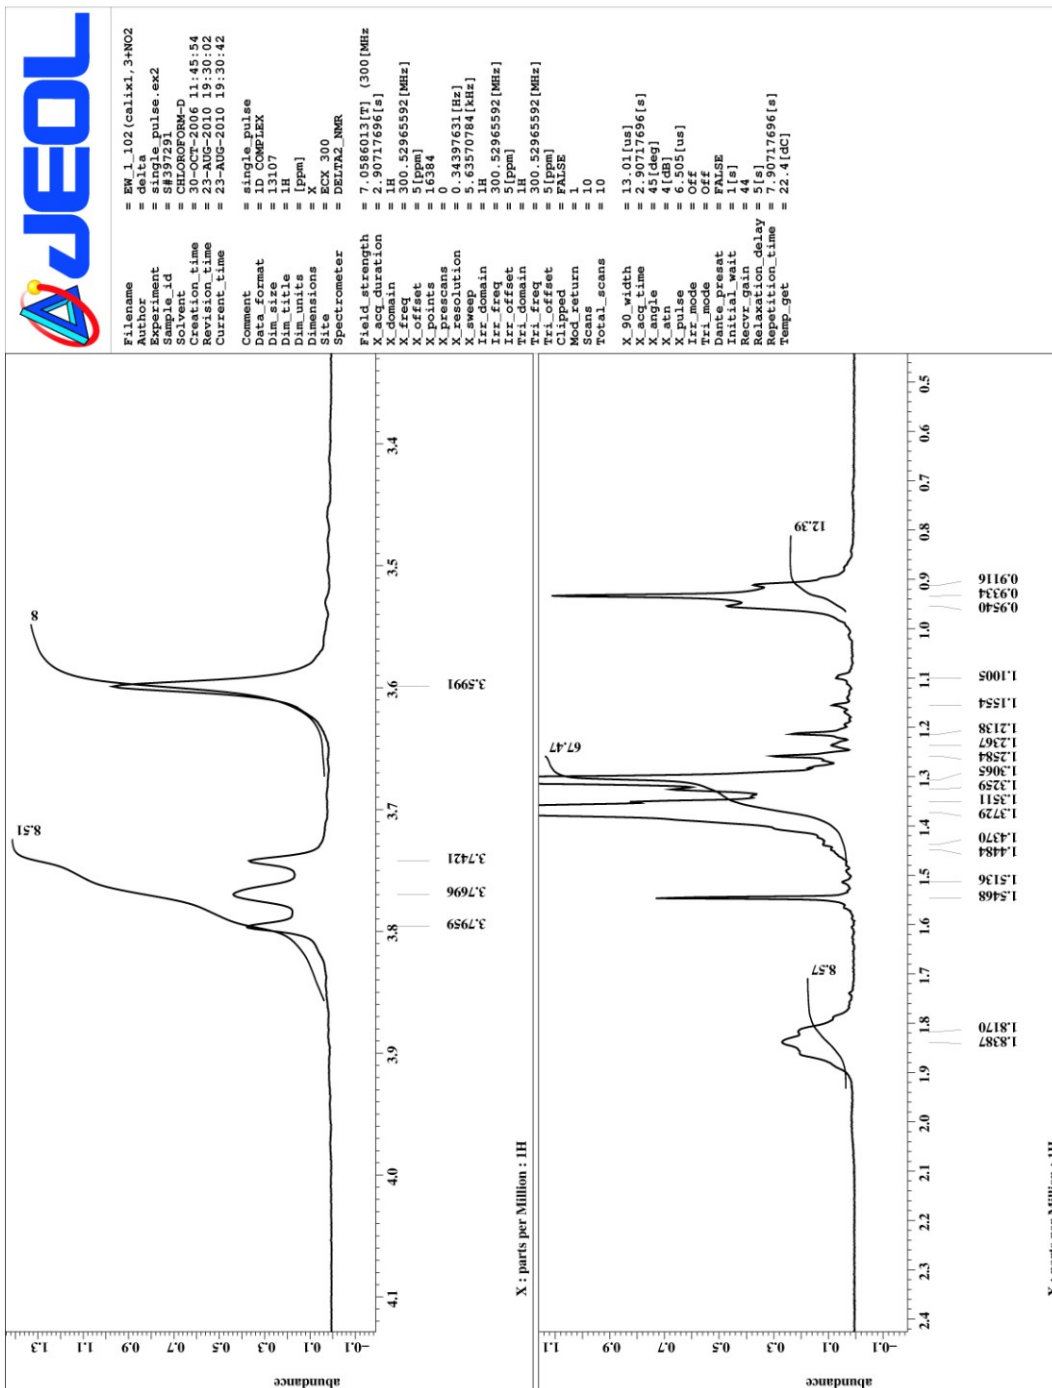 JEOL
Filename = EW_1_102(calix1,3+NO2
Author = delta
Experiment = single_pulse.ex2
Sample_id = S#397291
Solvent = CHLOROFORM-D
Creation_time = 30-OCT-2006 11:45:54
Revision_time = 23-AUG-2010 19:30:02
Current_time = 23-AUG-2010 19:30:42
Comment = single_pulse
Data_format = 1D COMPLEX
Dim_size = 13107
Dim_title = 1H
Dim_units = [ppm]
Dimensions = X
Site = ECX 300
Spectrometer = DELTA2_NMR
Field_strength = 7.0586013[T] (300[MHz
X_acq_duration = 2.90717696[s]
X_domain = 1H
X_freq = 300.52965592[MHz]
X_offset = 5[ppm]
X_points = 16384
X_prescans = 0
X_resolution = 0.34397631[Hz]
X_sweep = 5.63570784[kHz]
Irr_domain = 1H
Irr_freq = 300.52965592[MHz]
Irr_offset = 5[ppm]
Tri_domain = 1H
Tri_freq = 300.52965592[MHz]
Tri_offset = 5[ppm]
Clipped = FALSE
Mod_return = 1
Scans = 10
Total_scans = 10
X_90_width = 13.01[us]
X_acq_time = 2.90717696[s]
X_angle = 45[deg]
X_atn = 4[dB]
X_pulse = 6.505[us]
Irr_mode = Off
Tri_mode = Off
Dante_presat = FALSE
Initial_wait = 1[s]
Recvr_gain = 44
Relaxation_delay = 5[s]
Repetition_time = 7.90717696[s]
Temp_get = 22.4[dC]
abundance
-0.1 0.1 0.3 0.5 0.7 0.9 1.1 1.3
8.51
8
4.1 4.0 3.9 3.8 3.7 3.6 3.5 3.4
3.7959
3.7696
3.7421
3.5991
X : parts per Million : 1H
abundance
0.1 0.3 0.5 0.7 0.9 1.1
8.57
67.47
12.39
2.4 2.3 2.2 2.1 2.0 1.9 1.8 1.7 1.6 1.5 1.4 1.3 1.2 1.1 1.0 0.9 0.8 0.7 0.6 0.5
1.8387
1.8170
1.5468
1.5136
1.4484
1.4370
1.3729
1.3511
1.3259
1.3065
1.2584
1.2367
1.2138
1.1554
1.1005
0.9540
0.9334
0.9116
X : parts per Million : 1H